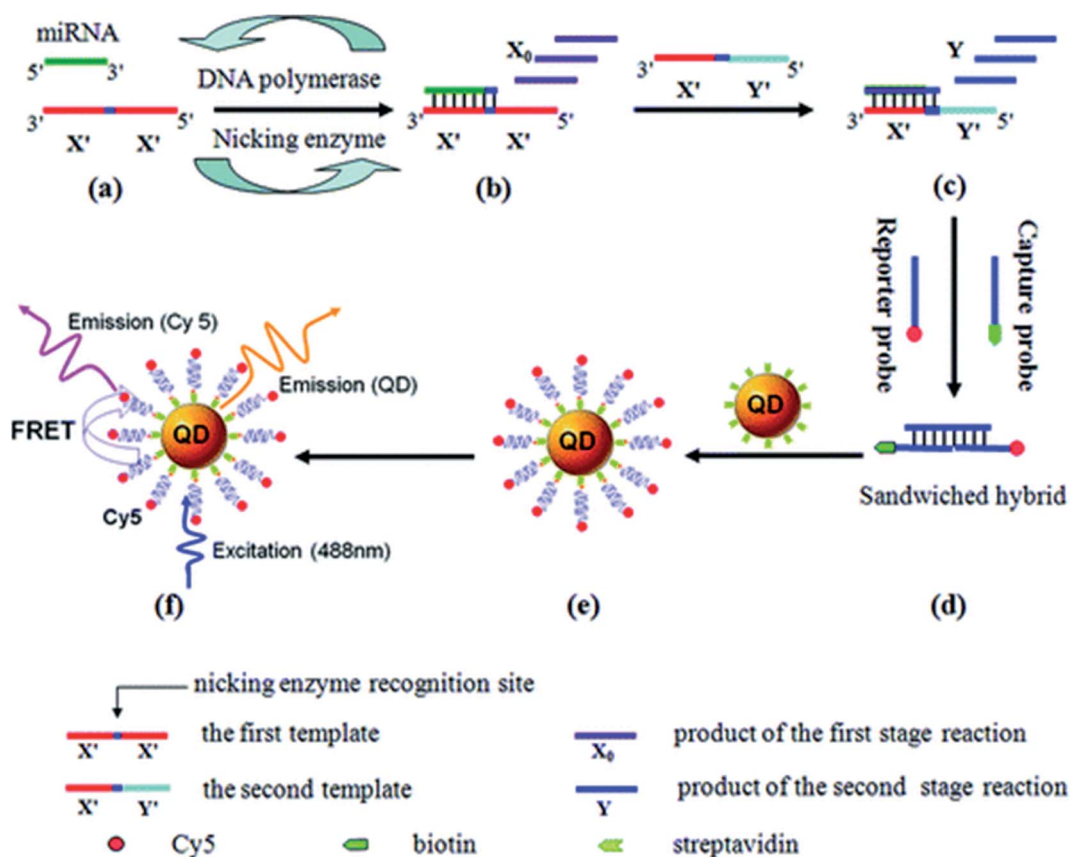 miRNA
5' 3'
3' 5'
X' X'
(a)
DNA polymerase
Nicking enzyme
X0
3' 5'
X' X'
(b)
3' 5'
X' Y'
Y
3' 5'
X' Y'
(c)
Reporter probe
Capture probe
Sandwiched hybrid
(d)
QD
QD
(e)
Emission (Cy 5)
Emission (QD)
FRET
QD
Cy5
Excitation (488nm)
(f)
nicking enzyme recognition site
X' X'
the first template
X0
product of the first stage reaction
X' Y'
the second template
Y
product of the second stage reaction
Cy5
biotin
streptavidin